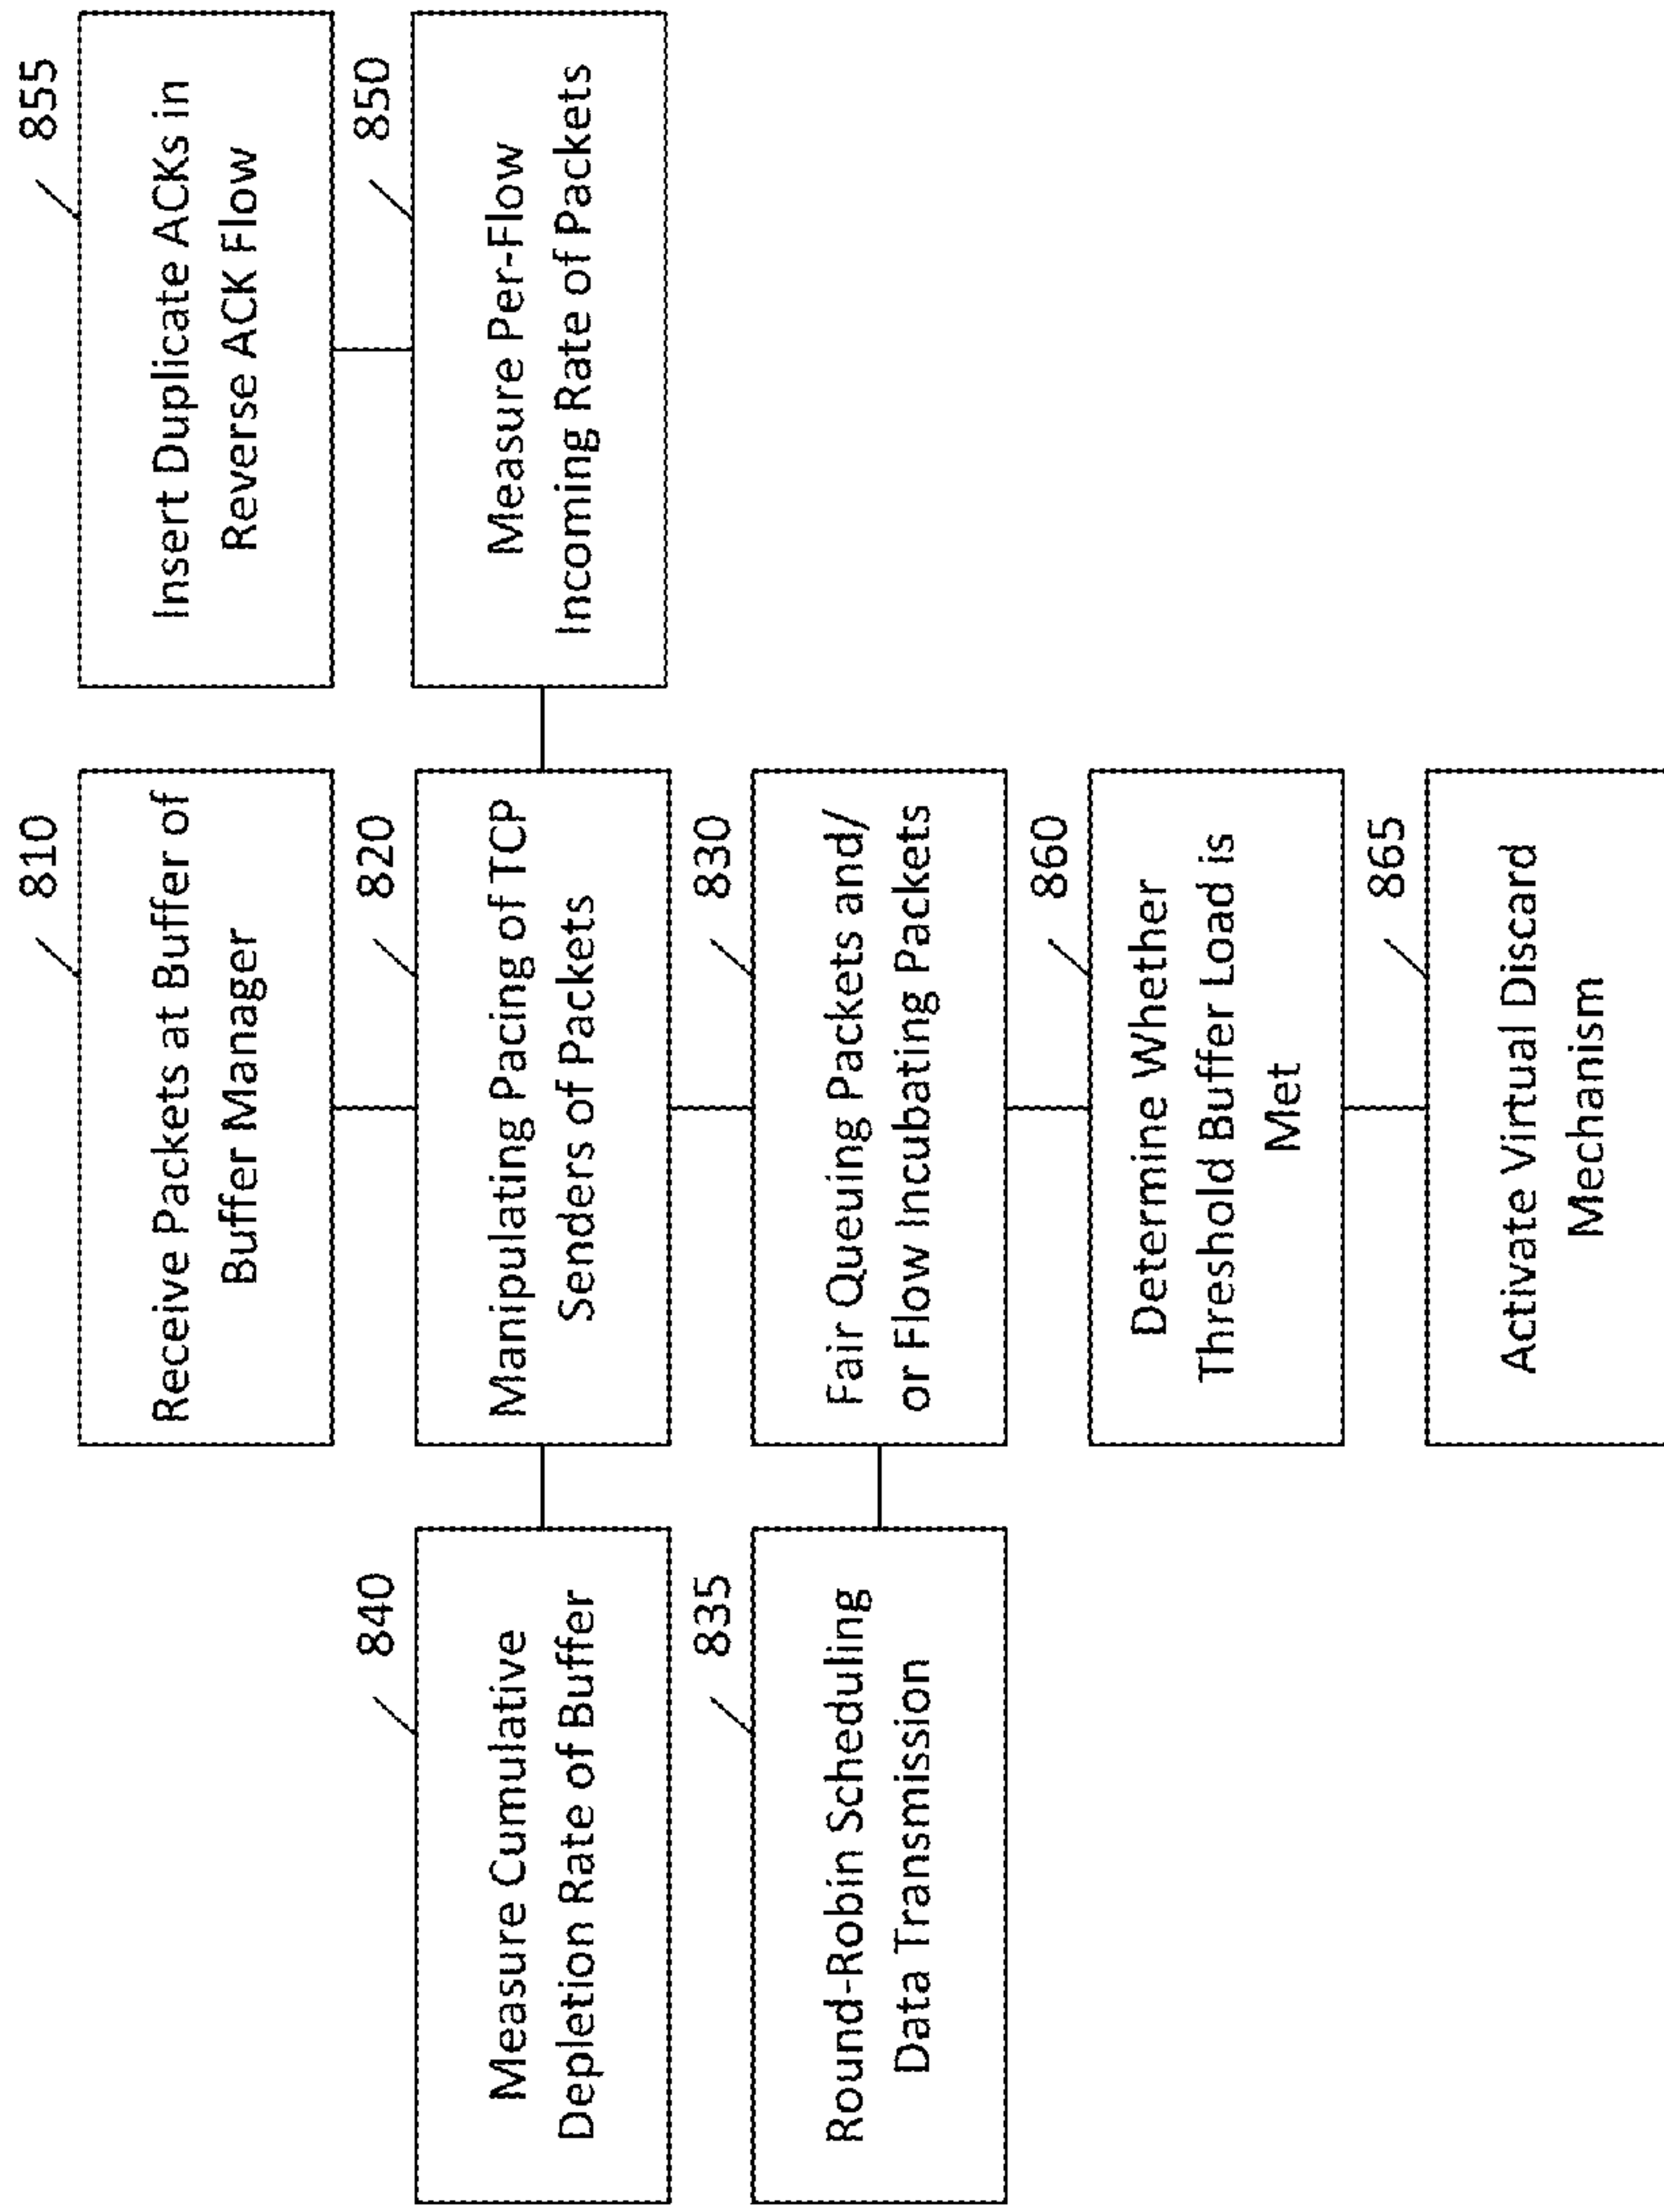 810
Receive Packets at Buffer of
Buffer Manager
855
Insert Duplicate ACKs in
Reverse ACK Flow
840
Measure Cumulative
Depletion Rate of Buffer
820
Manipulating Pacing of TCP
Senders of Packets
850
Measure Per-Flow
Incoming Rate of Packets
835
Round-Robin Scheduling
Data Transmission
830
Fair Queuing Packets and/
or Flow Incubating Packets
860
Determine Whether
Threshold Buffer Load is
Met
865
Activate Virtual Discard
Mechanism